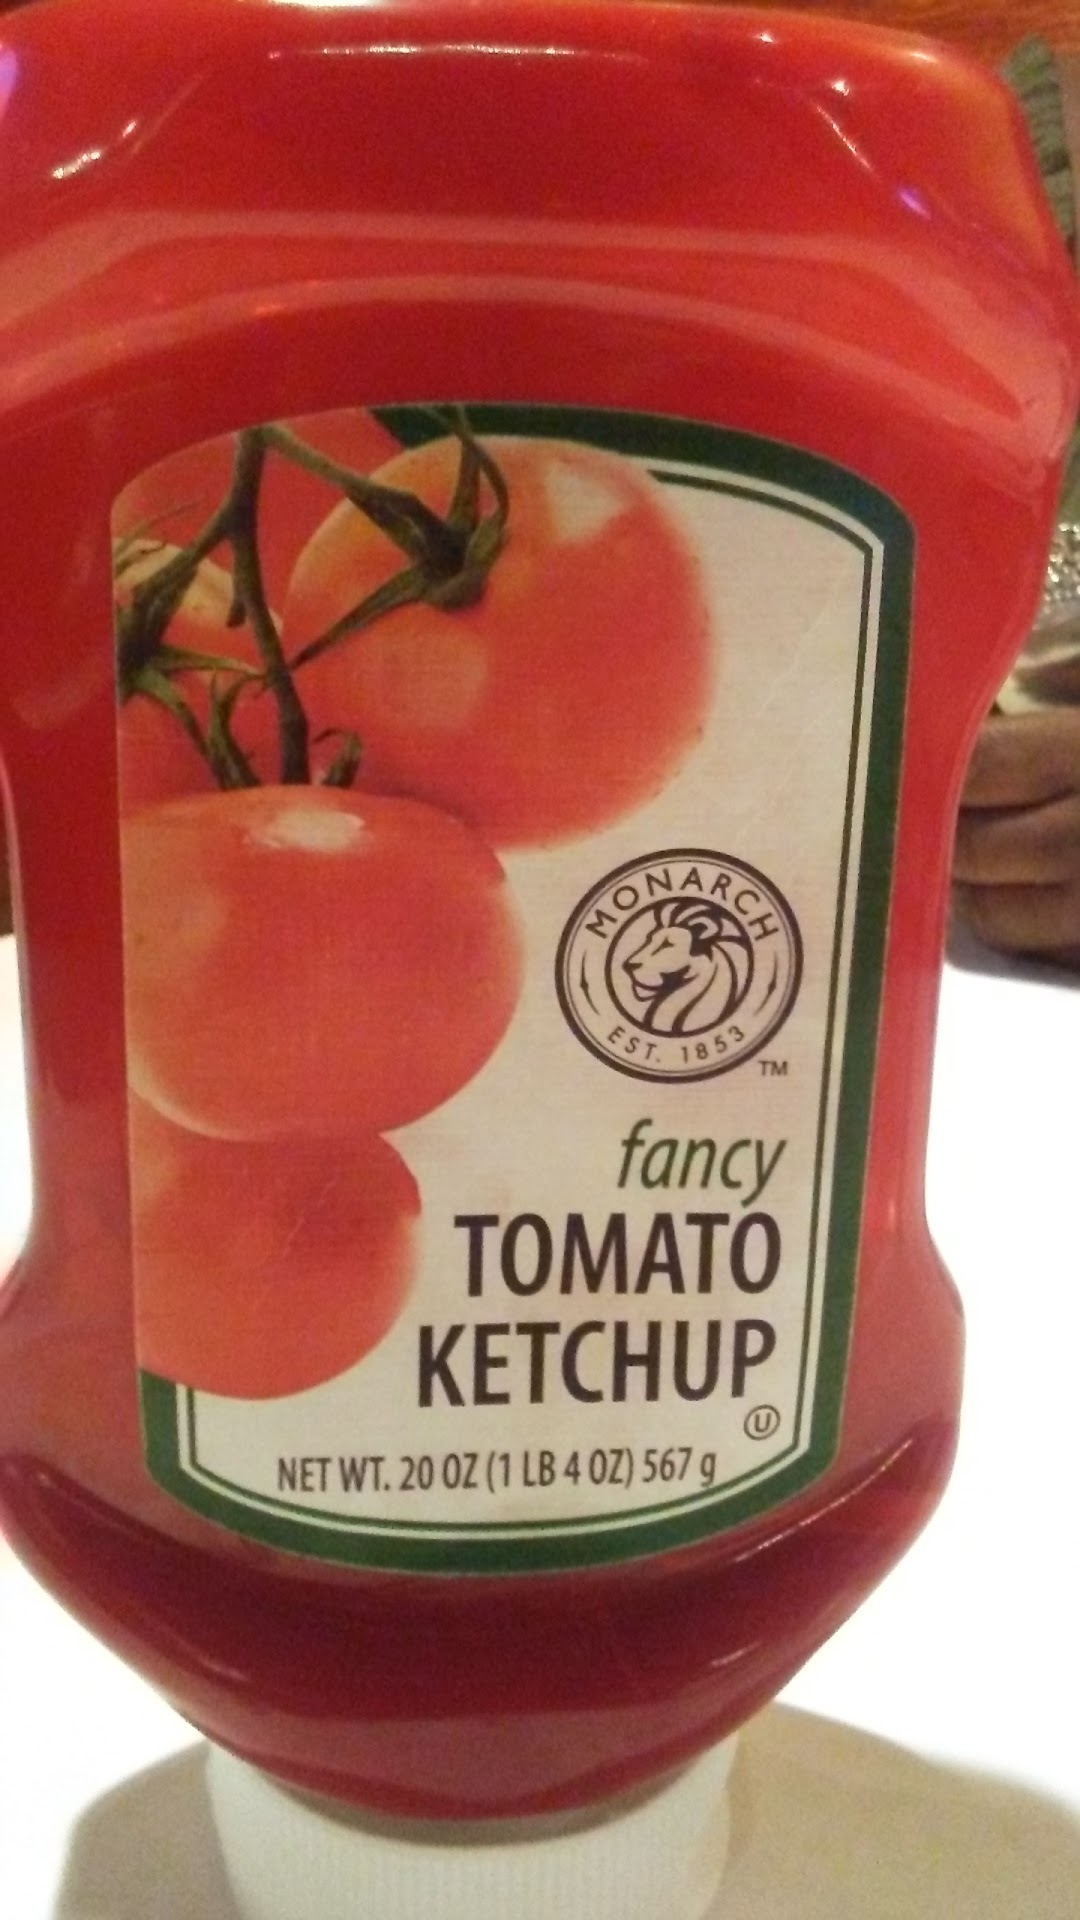 MONARCH
EST. 1853
TM
fancy
TOMATO
KETCHUP
U
NET WT. 20 OZ (1 LB 4 OZ) 567 g